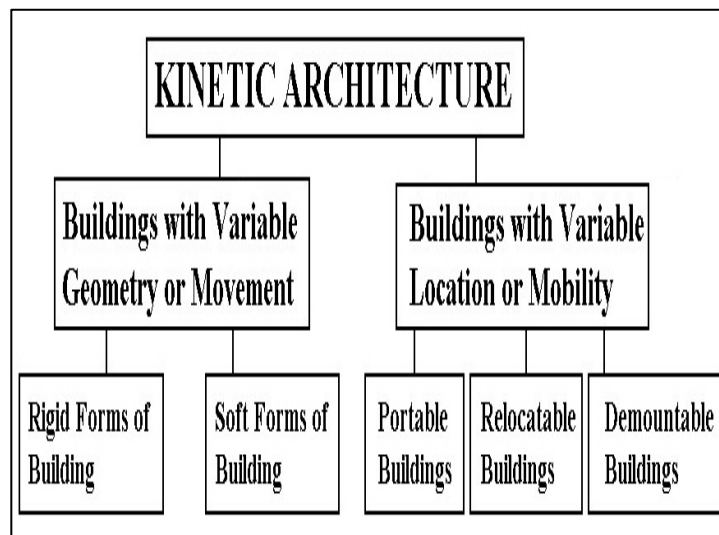 KINETIC ARCHITECTURE
Buildings with Variable
Geometry or Movement
Buildings with Variable
Location or Mobility
Rigid Forms of
Building
Soft Forms of
Building
Portable
Buildings
Relocatable
Buildings
Demountable
Buildings